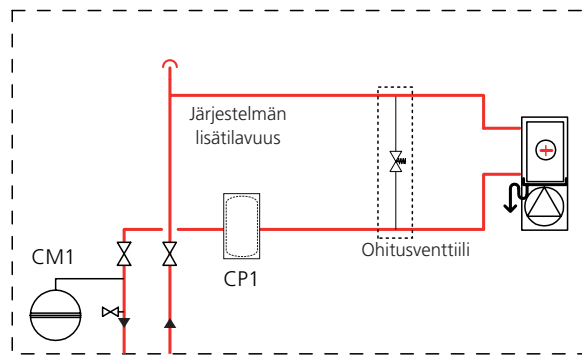 Järjestelmän
lisätilavuus
Ohitusventtiili
CM1
CP1